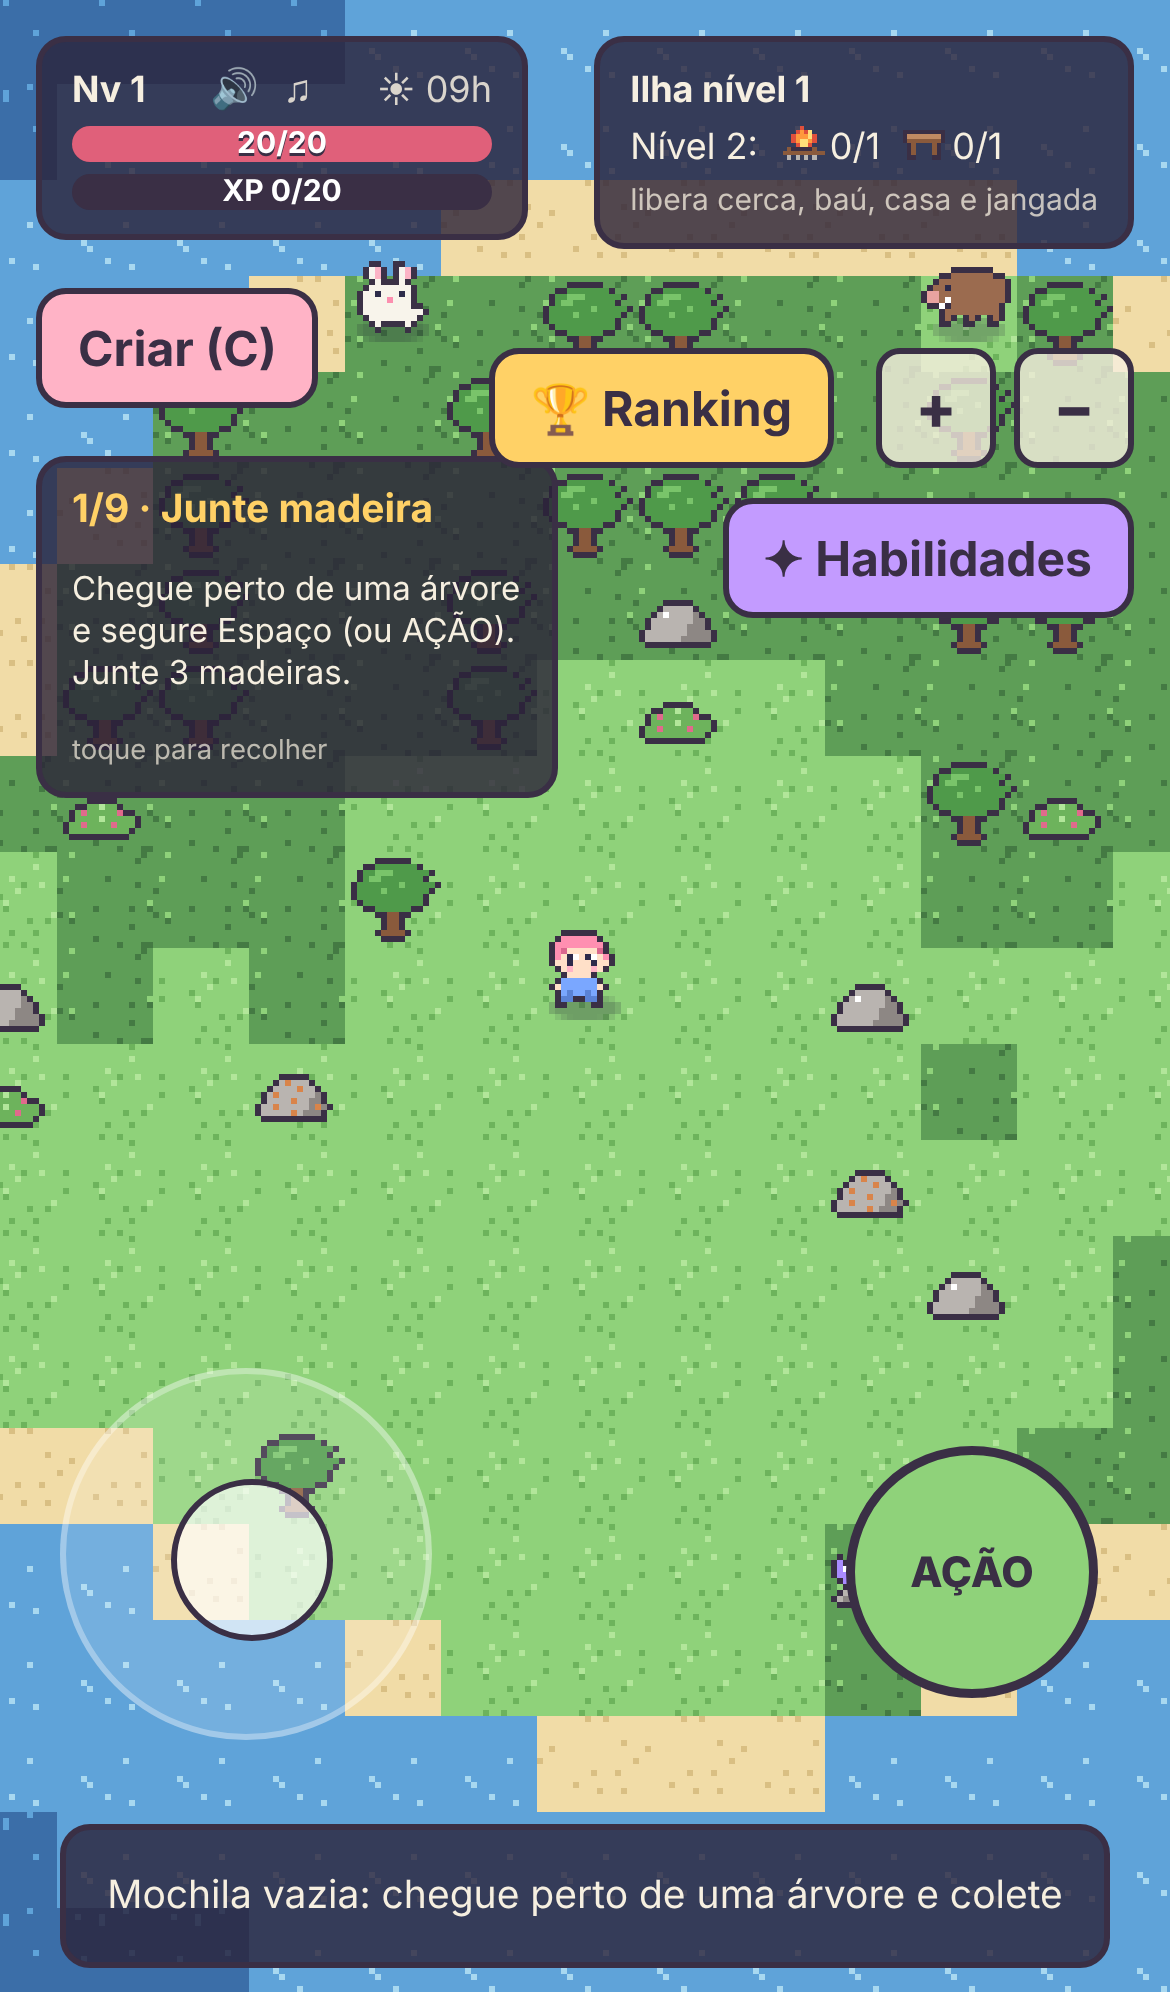 Nv 1 🔊 ♫ ☀ 09h
20/20
XP 0/20
Ilha nível 1
Nível 2: 0/1 0/1
libera cerca, baú, casa e jangada
Criar (C)
🏆 Ranking
+
−
✦ Habilidades
1/9 · Junte madeira
Chegue perto de uma árvore
e segure Espaço (ou AÇÃO).
Junte 3 madeiras.
toque para recolher
AÇÃO
Mochila vazia: chegue perto de uma árvore e colete